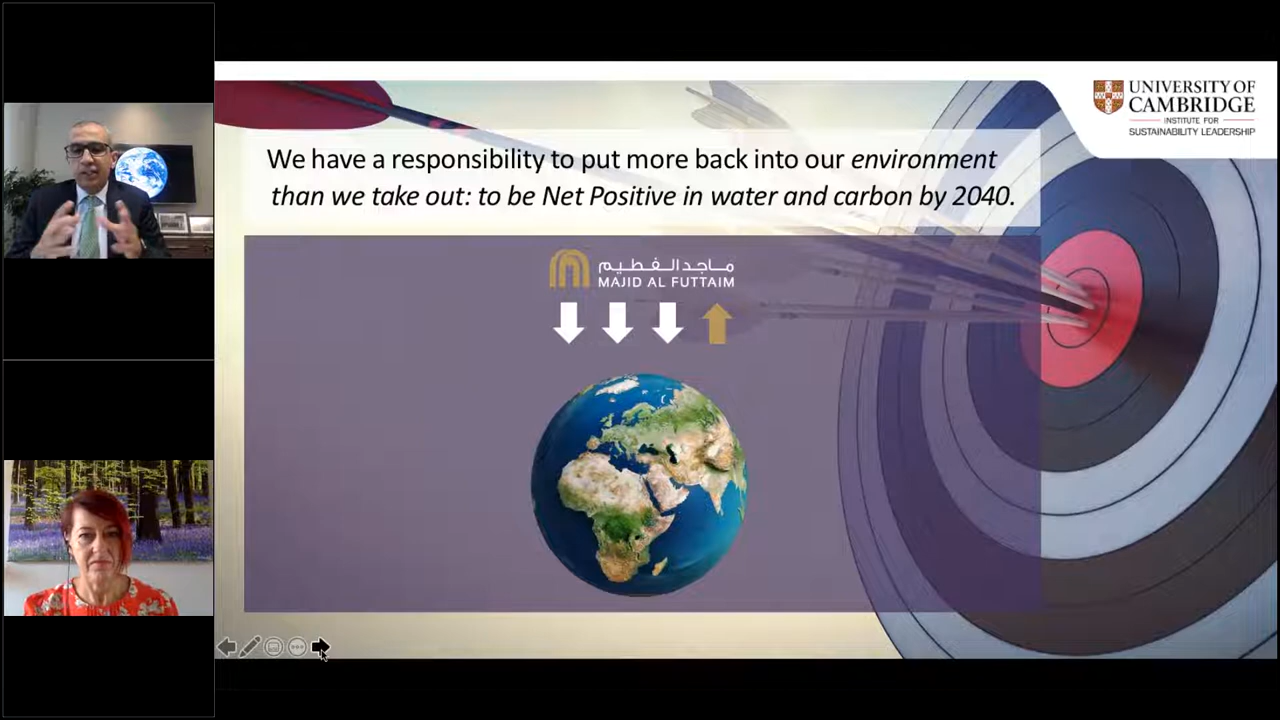 UNIVERSITY OF
CAMBRIDGE
INSTITUTE FOR
SUSTAINABILITY LEADERSHIP
We have a responsibility to put more back into our environment
than we take out: to be Net Positive in water and carbon by 2040.
ماجد الفطيم
MAJID AL FUTTAIM